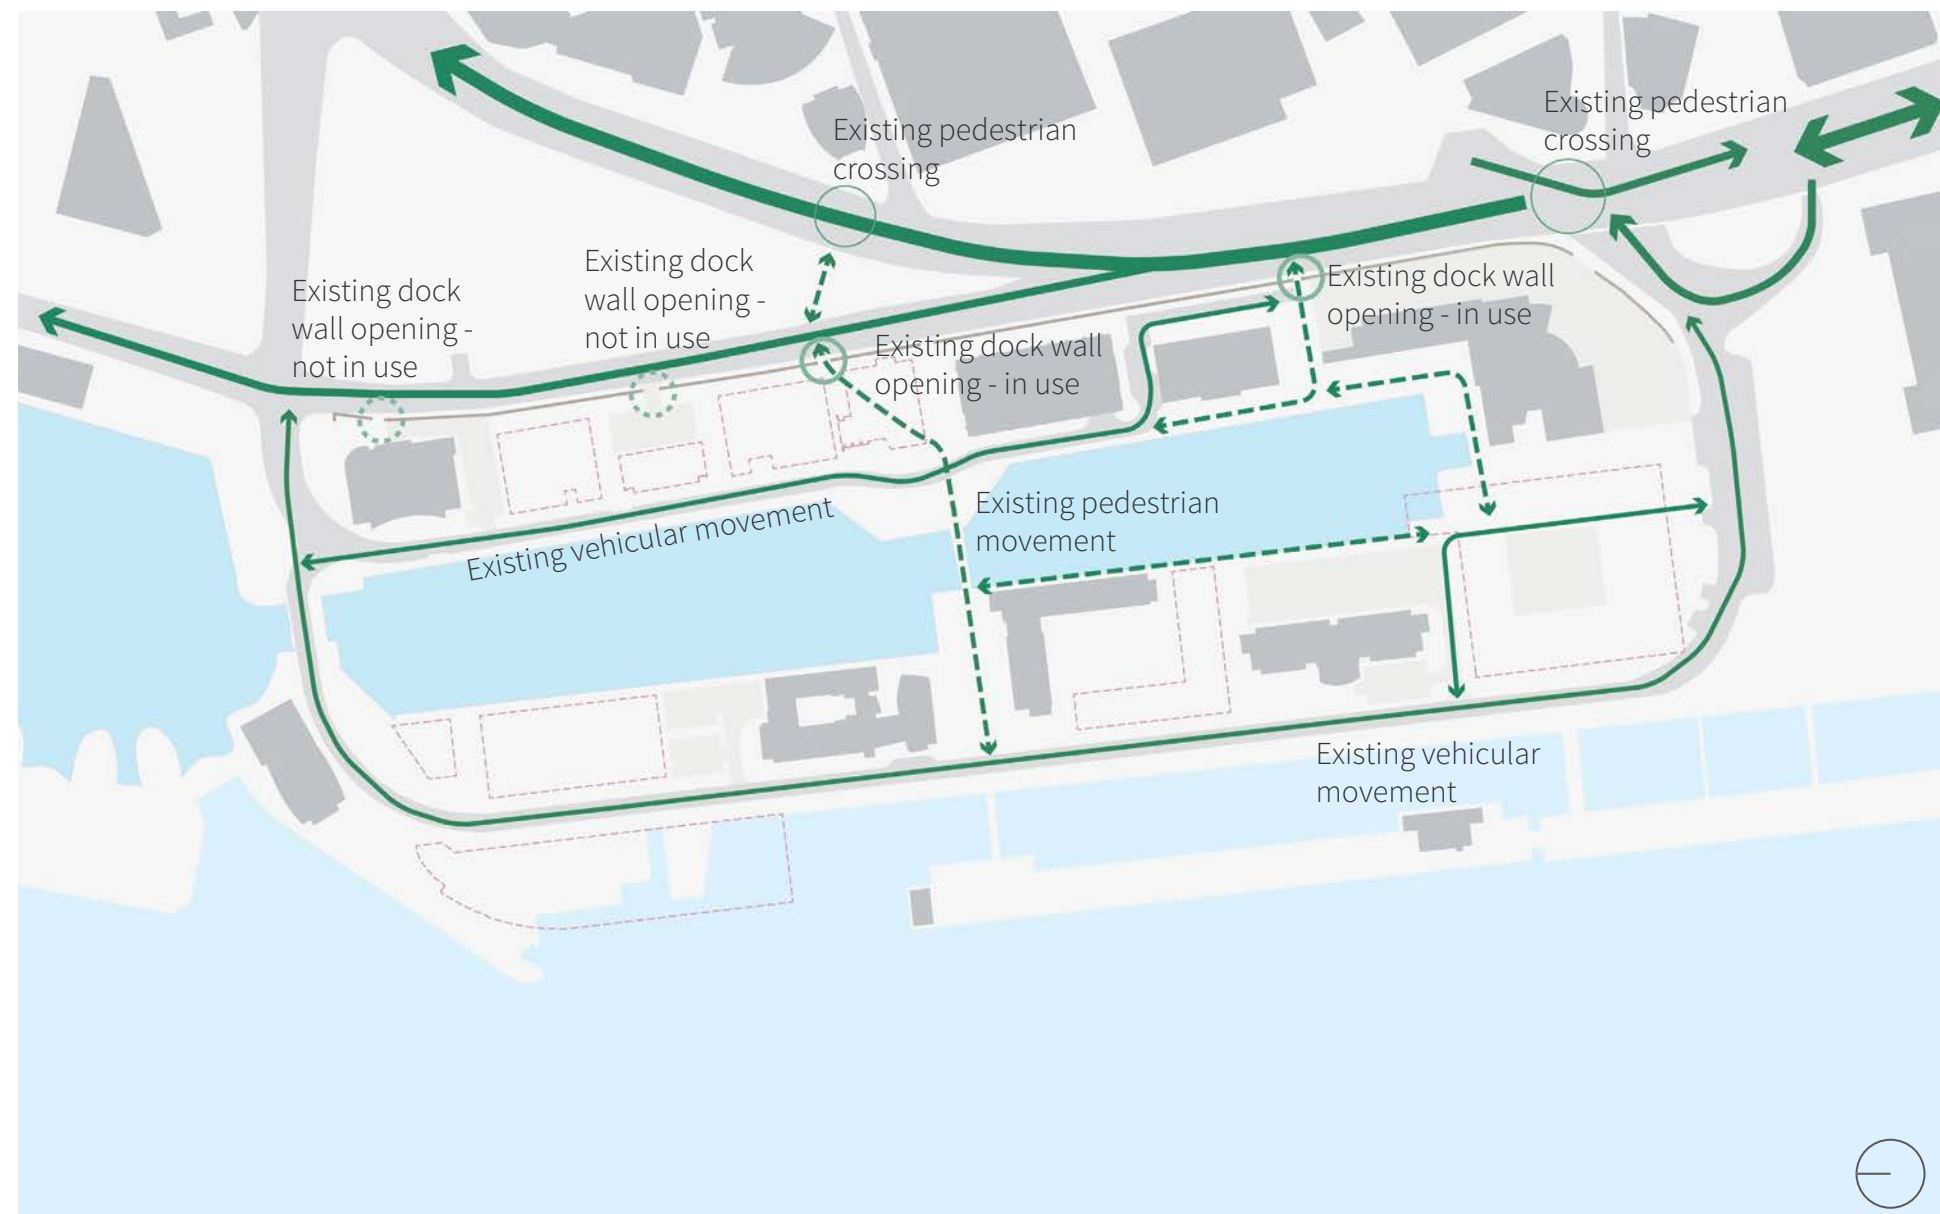 Existing pedestrian
crossing
Existing pedestrian
crossing
Existing dock
wall opening -
not in use
Existing dock
wall opening -
not in use
Existing dock wall
opening - in use
Existing dock wall
opening - in use
Existing vehicular movement
Existing pedestrian
movement
Existing vehicular
movement